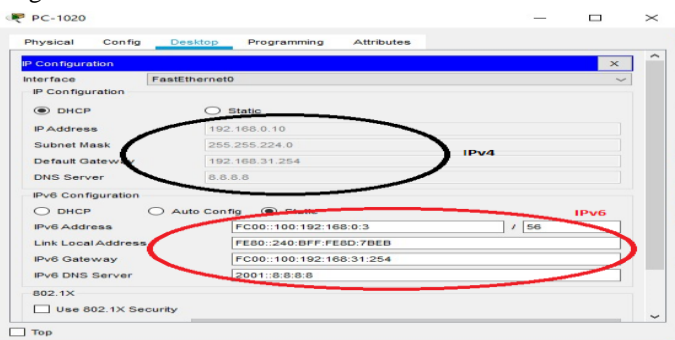 PC-1020
Physical Config Desktop Programming Attributes
IP Configuration X
Interface FastEthernet0
IP Configuration
DHCP Static
IP Address 192.168.0.10
Subnet Mask 255.255.224.0
Default Gateway 192.168.31.254
DNS Server 8.8.8.8
IPv4
IPv6 Configuration
DHCP Auto Config Static
IPv6
IPv6 Address FC00::100:192:168:0:3 / 56
Link Local Address FE80::240:BFF:FE8D:7BEB
IPv6 Gateway FC00::100:192:168:31:254
IPv6 DNS Server 2001::8:8:8:8
802.1X
Use 802.1X Security
Top